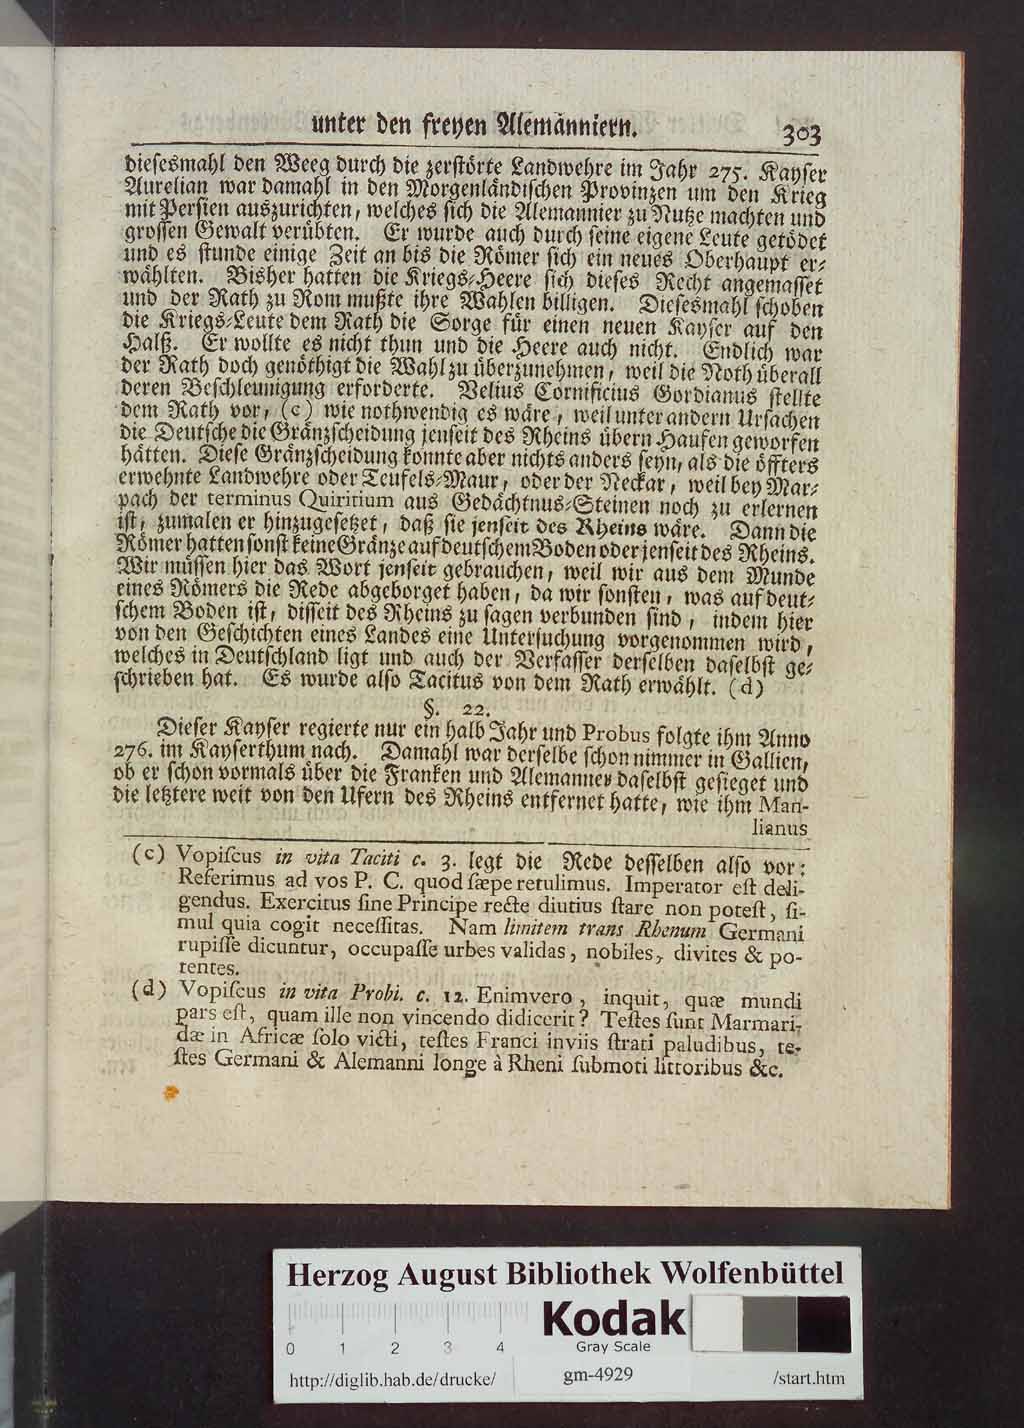 unter den freyen Alemänniern. 303
diesesmahl den Weeg durch die zerstörte Landwehre im Jahr 275. Kayser
Aurelian war damahl in den Morgenländischen Provinzen um den Krieg
mit Persien auszurichten, welches sich die Alemannier zu Nutze machten und
grossen Gewalt verübten. Er wurde auch durch seine eigene Leute getödet
und es stunde einige Zeit an bis die Römer sich ein neues Oberhaupt er-
wählten. Bisher hatten die Kriegs-Heere sich dieses Recht angemasset
und der Rath zu Rom mußte ihre Wahlen billigen. Diesesmahl schoben
die Kriegs-Leute dem Rath die Sorge für einen neuen Kayser auf den
Halß. Er wollte es nicht thun und die Heere auch nicht. Endlich war
der Rath doch genöthigt die Wahl zu überzunehmen, weil die Noth überall
deren Beschleunigung erforderte. Velius Cornificius Gordianus stellte
dem Rath vor, (c) wie nothwendig es wäre, weil unter andern Ursachen
die Deutsche die Gränzscheidung jenseit des Rheins übern Haufen geworfen
hätten. Diese Gränzscheidung konnte aber nichts anders seyn, als die öffters
erwehnte Landwehre oder Teufels-Maur, oder der Neckar, weil bey Mar-
pach der terminus Quiritium aus Gedächtnus-Steinen noch zu erlernen
ist, zumalen er hinzugesetzet, daß sie jenseit des Rheins wäre. Dann die
Römer hatten sonst keine Gränze auf deutschem Boden oder jenseit des Rheins.
Wir müssen hier das Wort jenseit gebrauchen, weil wir aus dem Munde
eines Römers die Rede abgeborget haben, da wir sonsten, was auf deut-
schem Boden ist, disseit des Rheins zu sagen verbunden sind, indem hier
von den Geschichten eines Landes eine Untersuchung vorgenommen wird,
welches in Deutschland ligt und auch der Verfasser derselben daselbst ge-
schrieben hat. Es wurde also Tacitus von dem Rath erwählt. (d)
§. 22.
Dieser Kayser regierte nur ein halb Jahr und Probus folgte ihm Anno
276. im Kayserthum nach. Damahl war derselbe schon nimmer in Gallien,
ob er schon vormals über die Franken und Alemannen daselbst gesieget und
die letztere weit von den Ufern des Rheins entfernet hatte, wie ihm Man-
lianus
(c) Vopiſcus in vita Taciti c. 3. legt die Rede desselben also vor:
Referimus ad vos P. C. quod ſæpe retulimus. Imperator eſt deli-
gendus. Exercitus ſine Principe recte diutius ſtare non poteſt, ſi-
mul quia cogit neceſſitas. Nam limitem trans Rhenum Germani
rupiſſe dicuntur, occupaſſe urbes validas, nobiles, divites & po-
tentes.
(d) Vopiſcus in vita Probi. c. 12. Enimvero, inquit, quæ mundi
pars eſt, quam ille non vincendo didicerit? Teſtes ſunt Marmari-
dæ in Africæ ſolo victi, teſtes Franci inviis ſtrati paludibus, te-
ſtes Germani & Alemanni longe à Rheni ſubmoti littoribus &c.
Herzog August Bibliothek Wolfenbüttel
Kodak
Gray Scale
0 1 2 3 4
http://diglib.hab.de/drucke/ gm-4929 /start.htm